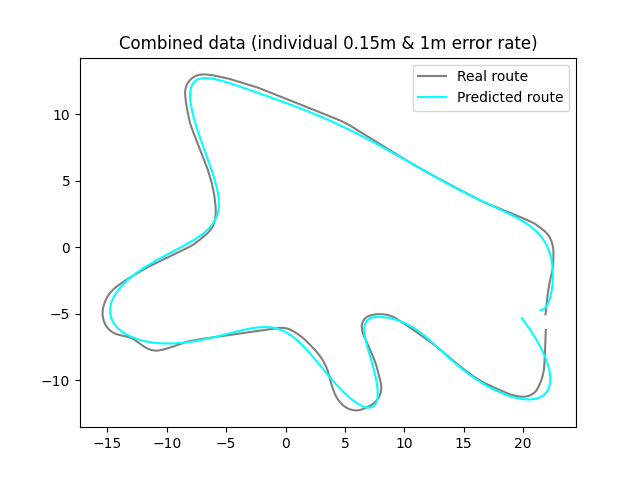 Combined data (individual 0.15m & 1m error rate)
Real route
Predicted route
10
5
0
−5
−10
−15 −10 −5 0 5 10 15 20